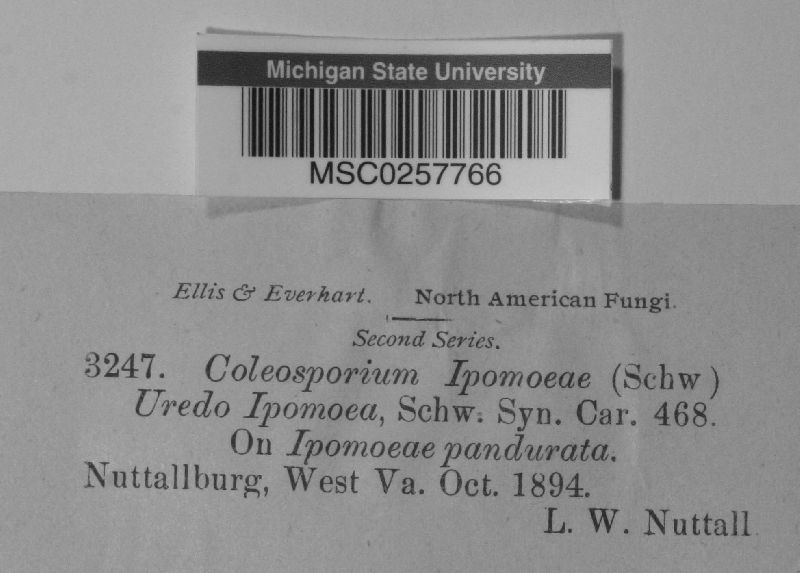 Michigan State University
MSC0257766
Ellis & Everhart. North American Fungi.
Second Series.
3247. Coleosporium Ipomoeae (Schw)
Uredo Ipomoea, Schw. Syn. Car. 468.
On Ipomoeae pandurata.
Nuttallburg, West Va. Oct. 1894.
L. W. Nuttall